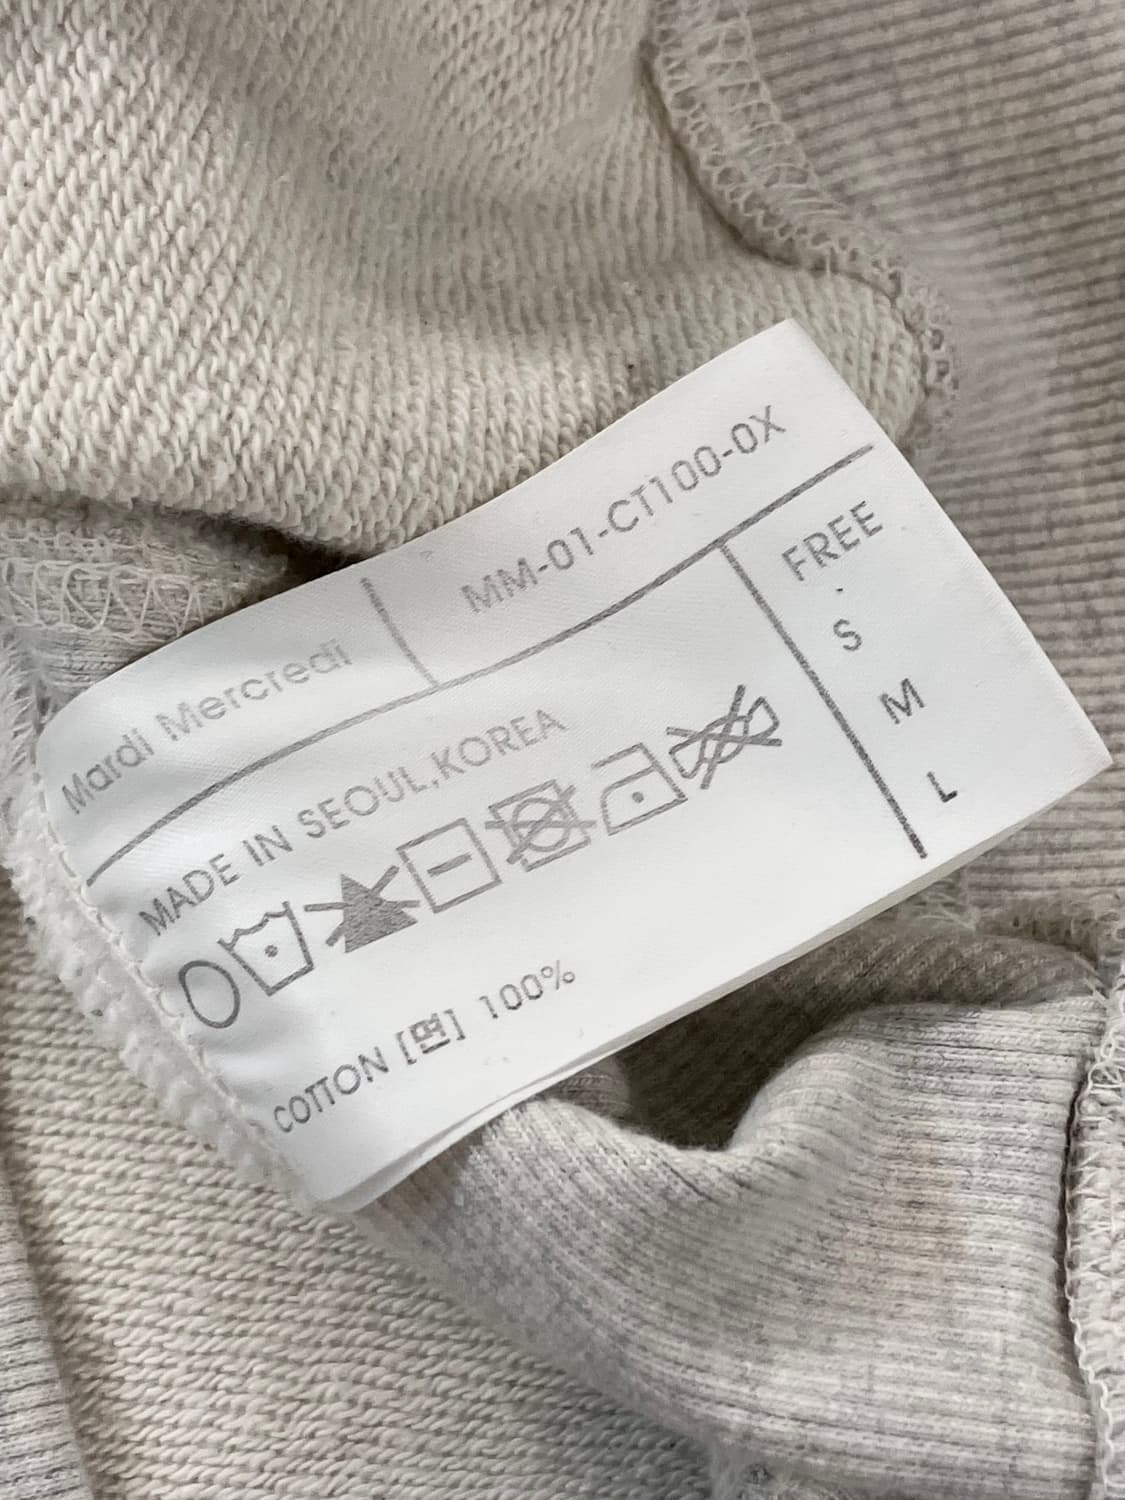 Mardi Mercredi
MM-01-CT100-0X
MADE IN SEOUL,KOREA
COTTON [면] 100%
FREE
S
M
L